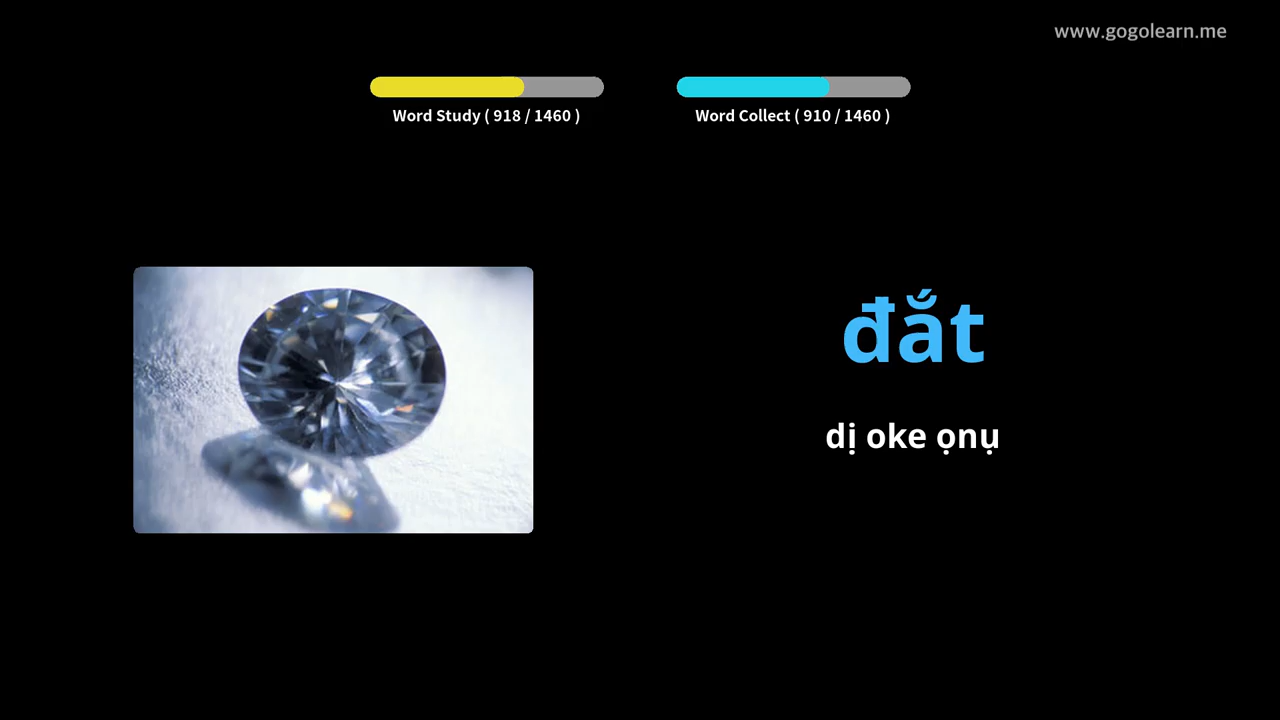 www.gogolearn.me
Word Study ( 918 / 1460 )
Word Collect ( 910 / 1460 )
đắt
dị oke ọnụ